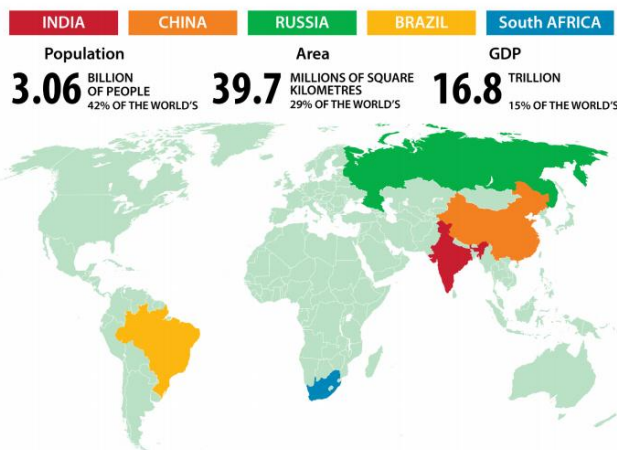 INDIA
CHINA
RUSSIA
BRAZIL
South AFRICA
Population
3.06 BILLION
OF PEOPLE
42% OF THE WORLD'S
Area
39.7 MILLIONS OF SQUARE
KILOMETRES
29% OF THE WORLD'S
GDP
16.8 TRILLION
15% OF THE WORLD'S